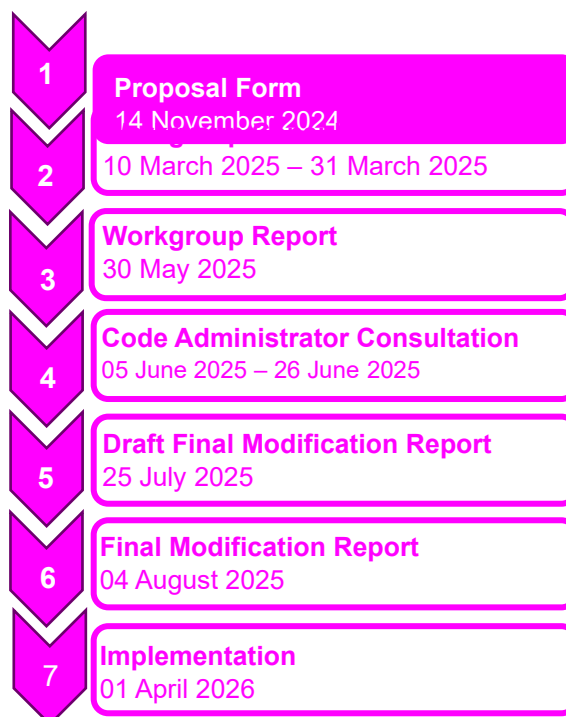 1
Proposal Form
14 November 2024
2
10 March 2025 – 31 March 2025
3
Workgroup Report
30 May 2025
4
Code Administrator Consultation
05 June 2025 – 26 June 2025
5
Draft Final Modification Report
25 July 2025
6
Final Modification Report
04 August 2025
7
Implementation
01 April 2026